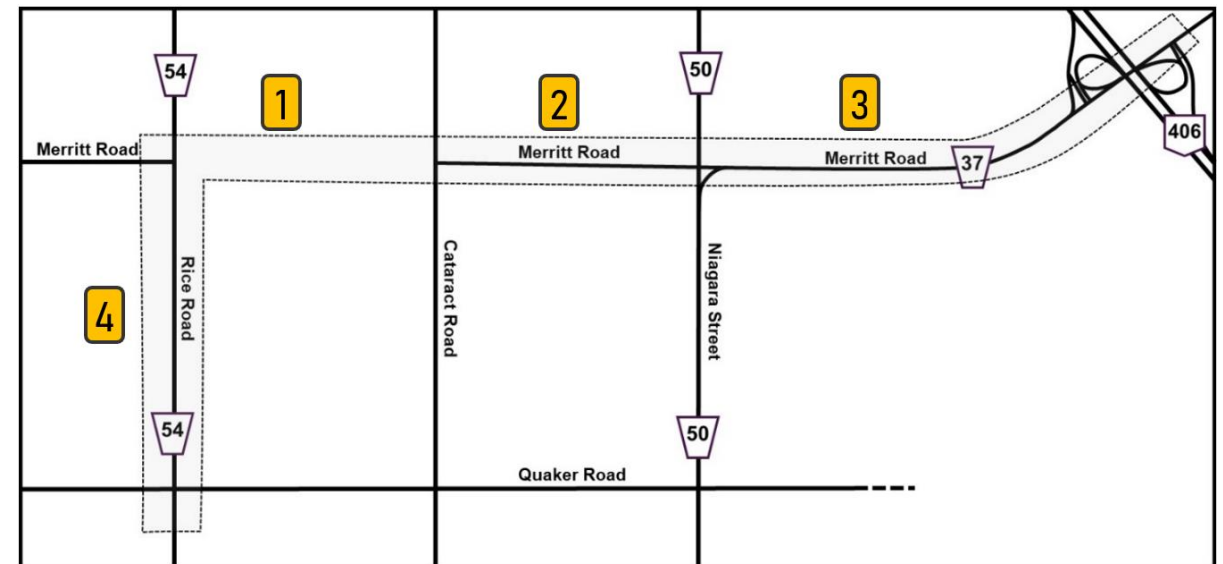 54
50
1
2
3
406
Merritt Road
Merritt Road
Merritt Road
37
4
Rice Road
Cataract Road
Niagara Street
54
50
Quaker Road